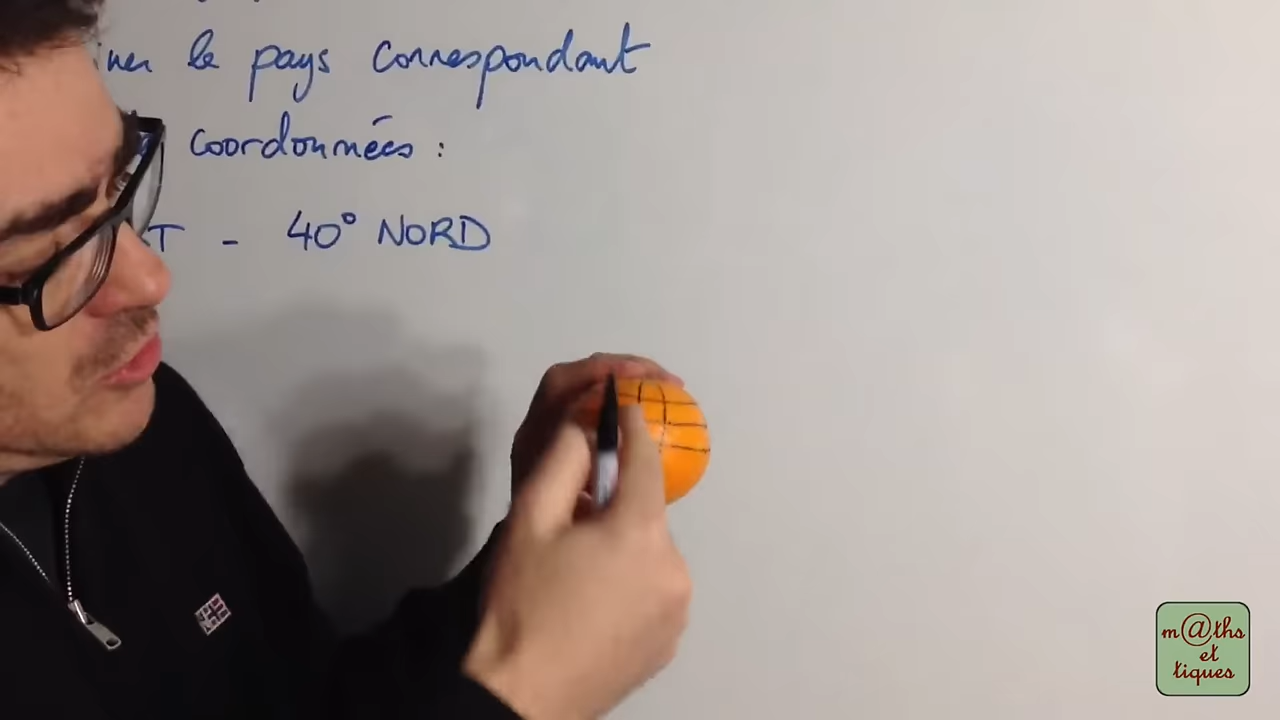 le pays correspondant
coordonnées :
T - 40° NORD
m@ths
et
tiques